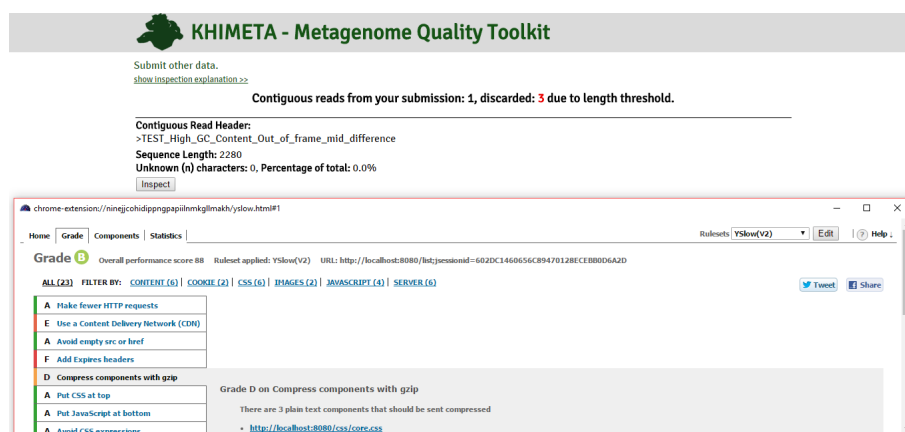 KHIMETA - Metagenome Quality Toolkit
Submit other data.
show inspection explanation >>
Contiguous reads from your submission: 1, discarded: 3 due to length threshold.
Contiguous Read Header:
>TEST_High_GC_Content_Out_of_frame_mid_difference
Sequence Length: 2280
Unknown (n) characters: 0, Percentage of total: 0.0%
Inspect
chrome-extension://ninejjcohidippngpapiilnmkgllmakh/yslow.html#1
Home Grade Components Statistics Rulesets YSlow(V2) Edit ? Help ↓
Grade B Overall performance score 88 Ruleset applied: YSlow(V2) URL: http://localhost:8080/list;jsessionid=602DC1460656C89470128ECEBB0D6A2D
ALL (23) FILTER BY: CONTENT (6) | COOKIE (2) | CSS (6) | IMAGES (2) | JAVASCRIPT (4) | SERVER (6) Tweet Share
A Make fewer HTTP requests
E Use a Content Delivery Network (CDN)
A Avoid empty src or href
F Add Expires headers
D Compress components with gzip
A Put CSS at top
Grade D on Compress components with gzip
A Put JavaScript at bottom
There are 3 plain text components that should be sent compressed
A Avoid CSS expressions
• http://localhost:8080/css/core.css